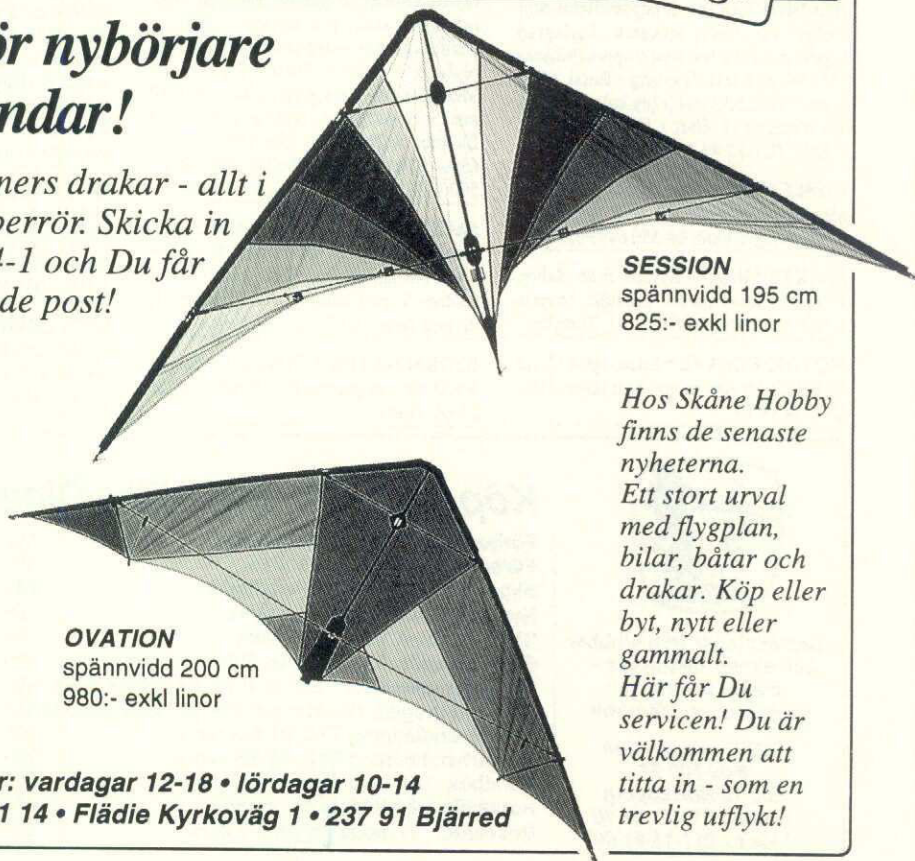 ör nybörjare
ndar!
ners drakar - allt i
berrör. Skicka in
4-1 och Du får
de post!
SESSION
spännvidd 195 cm
825:- exkl linor
Hos Skåne Hobby
finns de senaste
nyheterna.
Ett stort urval
med flygplan,
bilar, båtar och
drakar. Köp eller
byt, nytt eller
gammalt.
Här får Du
servicen! Du är
välkommen att
titta in - som en
trevlig utflykt!
OVATION
spännvidd 200 cm
980:- exkl linor
r: vardagar 12-18 • lördagar 10-14
1 14 • Flädie Kyrkoväg 1 • 237 91 Bjärred